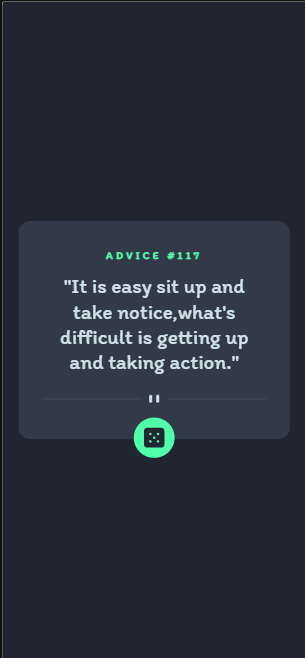 ADVICE #117
"It is easy sit up and
take notice,what's
difficult is getting up
and taking action."